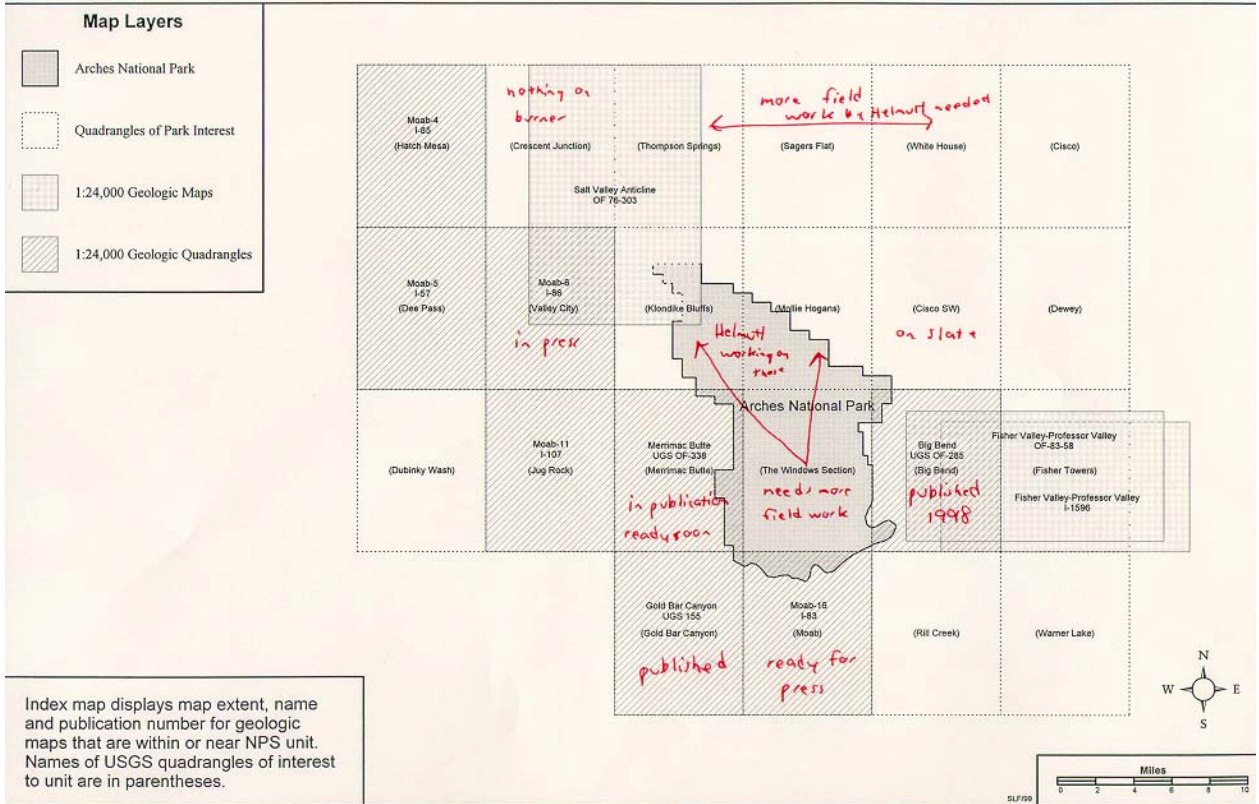 Map Layers
Arches National Park
Quadrangles of Park Interest
1:24,000 Geologic Maps
1:24,000 Geologic Quadrangles
nothing on
burner
more field
work by Helmutt needed
Moab-4
I-85
(Hatch Mesa)
(Crescent Junction)
(Thompson Springs)
(Sagers Flat)
(White House)
(Cisco)
Salt Valley Anticline
OF 76-303
Moab-5
I-57
(Dee Pass)
Moab-6
I-86
(Valley City)
(Klondike Bluffs)
(Mollie Hogans)
(Cisco SW)
(Dewey)
in press
Helmutt
working on
those
on slate
Arches National Park
(Dubinky Wash)
Moab-11
I-107
(Jug Rock)
Merrimac Butte
UGS OF-338
(Merrimac Butte)
in publication
ready soon
(The Windows Section)
needs more
field work
Big Bend
UGS OF-285
(Big Bend)
published
1998
Fisher Valley-Professor Valley
OF-83-58
(Fisher Towers)
Fisher Valley-Professor Valley
I-1596
Gold Bar Canyon
UGS 155
(Gold Bar Canyon)
published
Moab-16
I-83
(Moab)
ready for
press
(Rill Creek)
(Warner Lake)
N
W E
S
Index map displays map extent, name
and publication number for geologic
maps that are within or near NPS unit.
Names of USGS quadrangles of interest
to unit are in parentheses.
Miles
0 2 4 6 8 10
SLF/99